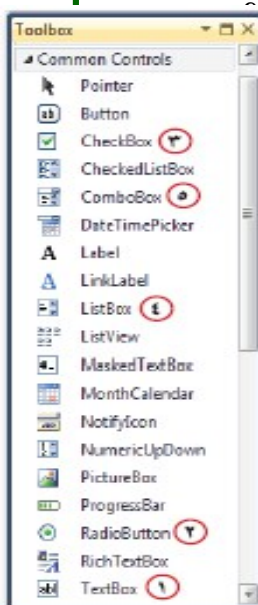 Toolbox
Common Controls
Pointer
Button
CheckBox ٣
CheckedListBox
ComboBox ٥
DateTimePicker
Label
LinkLabel
ListBox ٤
ListView
MaskedTextBox
MonthCalendar
NotifyIcon
NumericUpDown
PictureBox
ProgressBar
RadioButton ٢
RichTextBox
TextBox ١